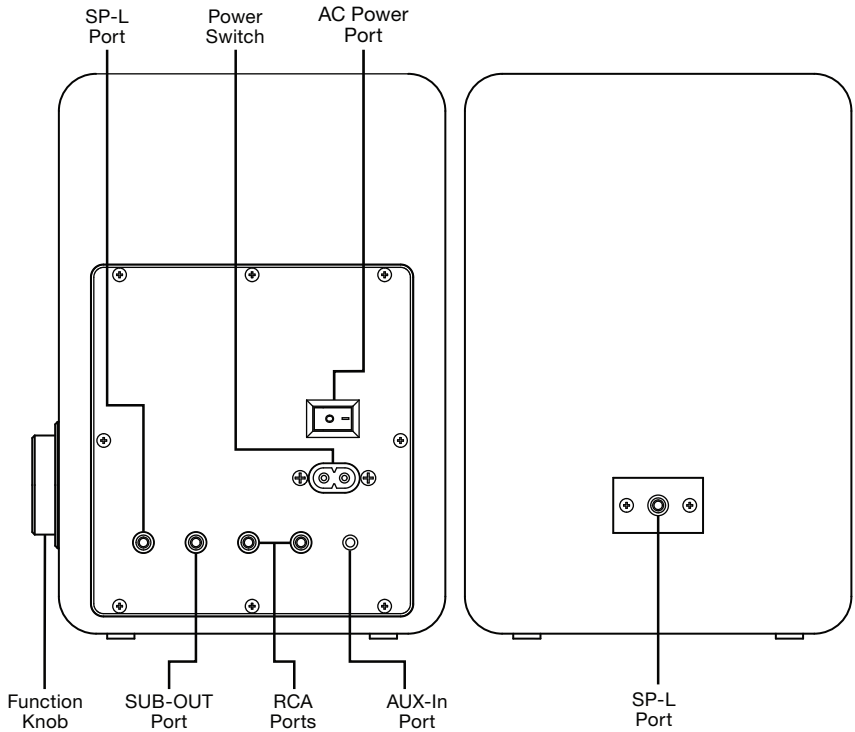 SP-L
Port
Power
Switch
AC Power
Port
Function
Knob
SUB-OUT
Port
RCA
Ports
AUX-In
Port
SP-L
Port